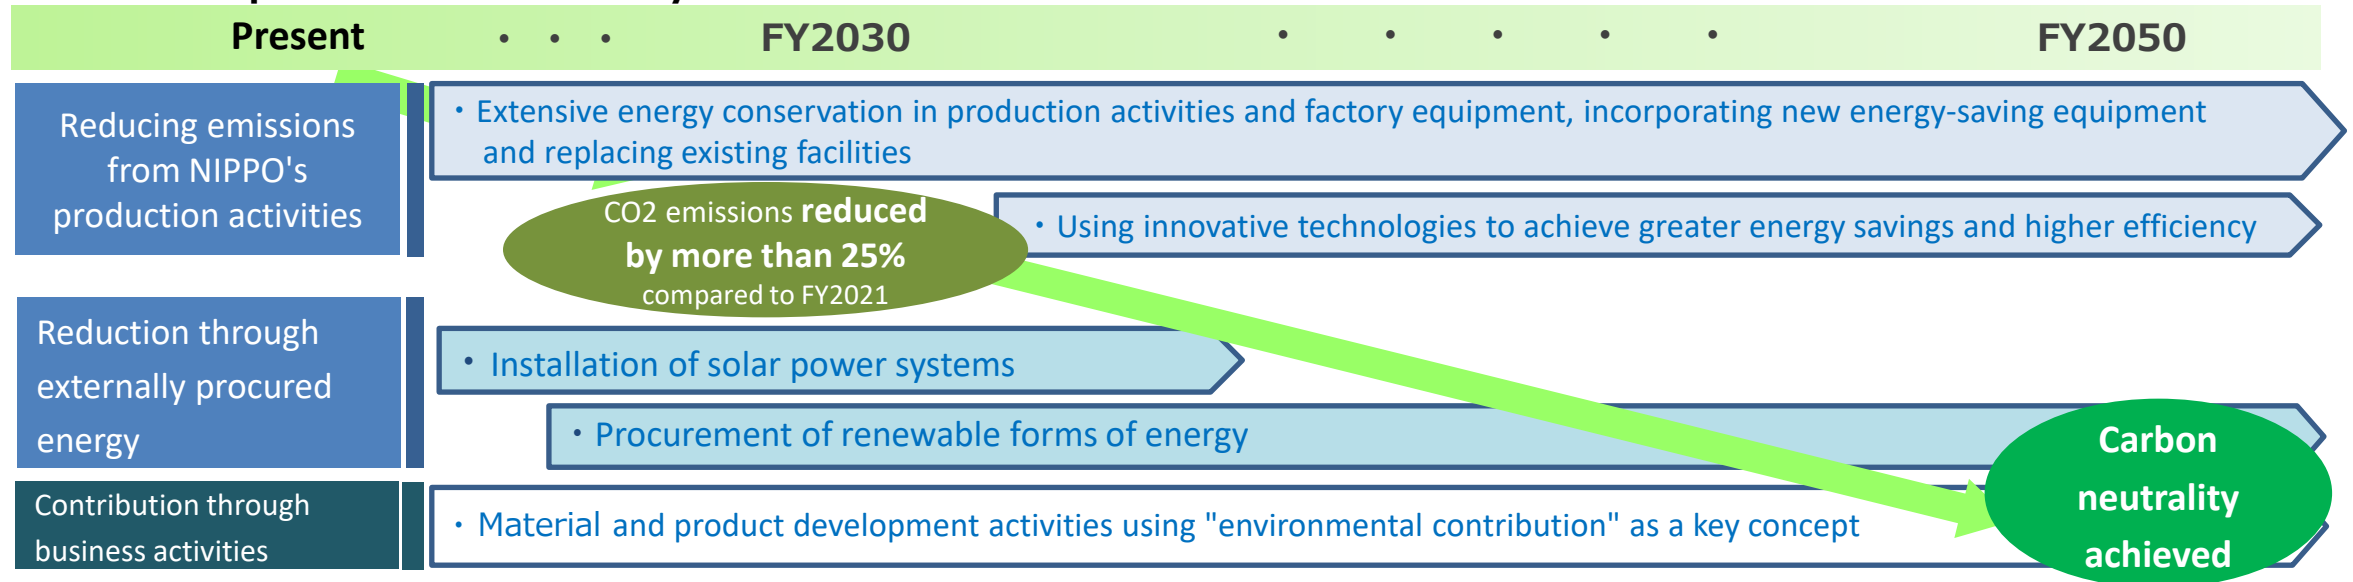 Present ・ ・ ・ FY2030 ・ ・ ・ ・ ・ FY2050
Reducing emissions
from NIPPO's
production activities
・Extensive energy conservation in production activities and factory equipment, incorporating new energy-saving equipment
and replacing existing facilities
CO2 emissions reduced
by more than 25%
compared to FY2021
・Using innovative technologies to achieve greater energy savings and higher efficiency
Reduction through
externally procured
energy
・Installation of solar power systems
・Procurement of renewable forms of energy
Contribution through
business activities
・Material and product development activities using "environmental contribution" as a key concept
Carbon
neutrality
achieved